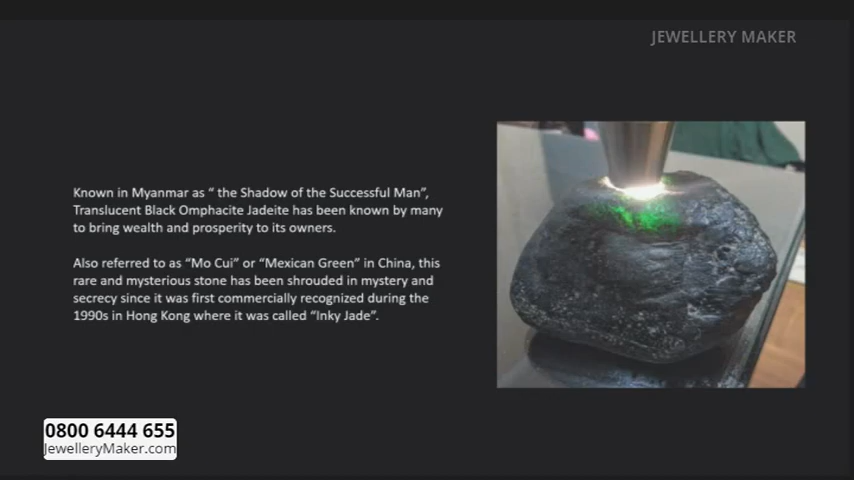 JEWELLERY MAKER
Known in Myanmar as “ the Shadow of the Successful Man”,
Translucent Black Omphacite Jadeite has been known by many
to bring wealth and prosperity to its owners.
Also referred to as “Mo Cui” or “Mexican Green” in China, this
rare and mysterious stone has been shrouded in mystery and
secrecy since it was first commercially recognized during the
1990s in Hong Kong where it was called “Inky Jade”.
0800 6444 655
JewelleryMaker.com